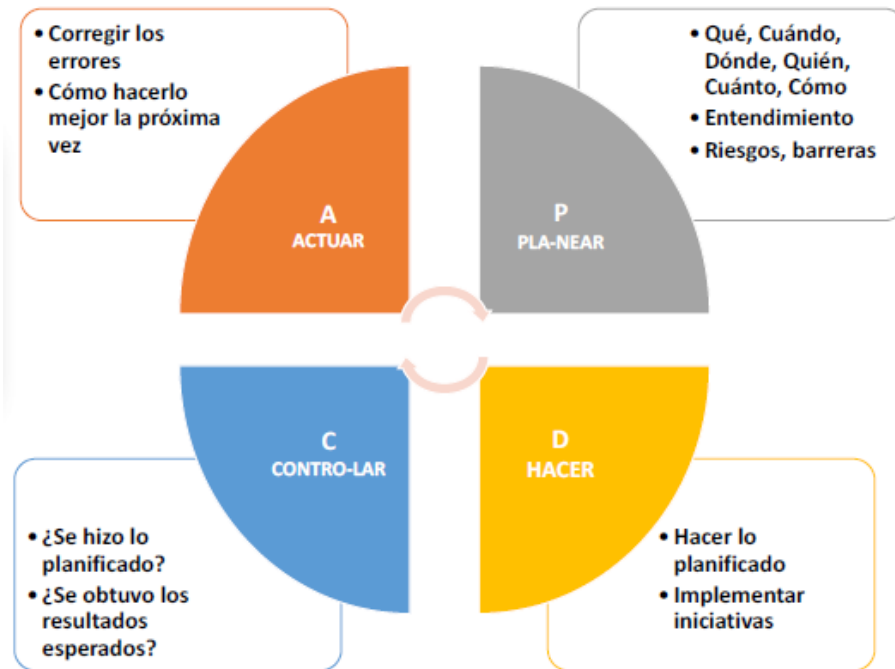 • Corregir los
errores
• Cómo hacerlo
mejor la próxima
vez
• Qué, Cuándo,
Dónde, Quién,
Cuánto, Cómo
• Entendimiento
• Riesgos, barreras
A
ACTUAR
P
PLA-NEAR
C
CONTRO-LAR
D
HACER
• ¿Se hizo lo
planificado?
• ¿Se obtuvo los
resultados
esperados?
• Hacer lo
planificado
• Implementar
iniciativas